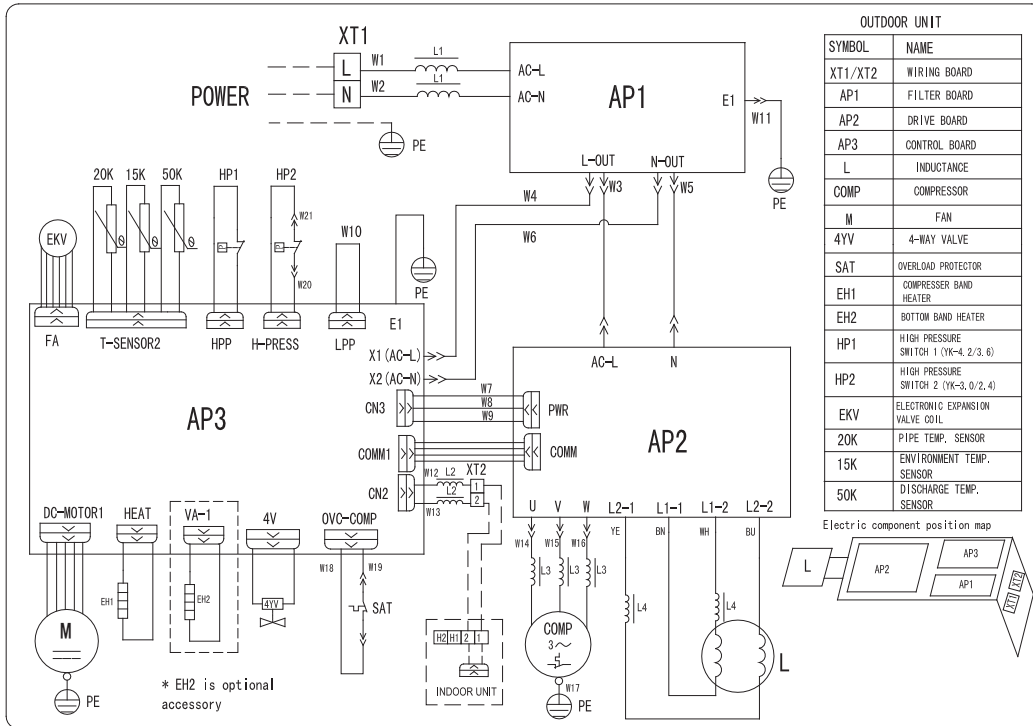 XT1
POWER
L
N
W1
W2
L1
L1
PE
AC-L
AC-N
AP1
E1
W11
PE
L-OUT
N-OUT
W3
W5
W4
W6
20K
15K
50K
HP1
HP2
W21
W20
W10
EKV
PE
FA
T-SENSOR2
HPP
H-PRESS
LPP
E1
X1(AC-L)
X2(AC-N)
AP3
CN3
W7
W8
W9
PWR
COMM1
COMM
CN2
W12
L2
L2
W13
XT2
1
2
AC-L
N
AP2
U
V
W
L2-1
L1-1
L1-2
L2-2
YE
BN
WH
BU
W14
W15
W16
L3
L3
L3
L4
L4
L
COMP
3~
W17
PE
DC-MOTOR1
HEAT
VA-1
4V
OVC-COMP
W18
W19
EH1
EH2
4YV
SAT
M
PE
* EH2 is optional
accessory
H2 H1 2 1
INDOOR UNIT
OUTDOOR UNIT
SYMBOL NAME
XT1/XT2 WIRING BOARD
AP1 FILTER BOARD
AP2 DRIVE BOARD
AP3 CONTROL BOARD
L INDUCTANCE
COMP COMPRESSOR
M FAN
4YV 4-WAY VALVE
SAT OVERLOAD PROTECTOR
EH1 COMPRESSER BAND
HEATER
EH2 BOTTOM BAND HEATER
HP1 HIGH PRESSURE
SWITCH 1 (YK-4.2/3.6)
HP2 HIGH PRESSURE
SWITCH 2 (YK-3.0/2.4)
EKV ELECTRONIC EXPANSION
VALVE COIL
20K PIPE TEMP. SENSOR
15K ENVIRONMENT TEMP.
SENSOR
50K DISCHARGE TEMP.
SENSOR
Electric component position map
L
AP2
AP3
AP1
XT1
XT2